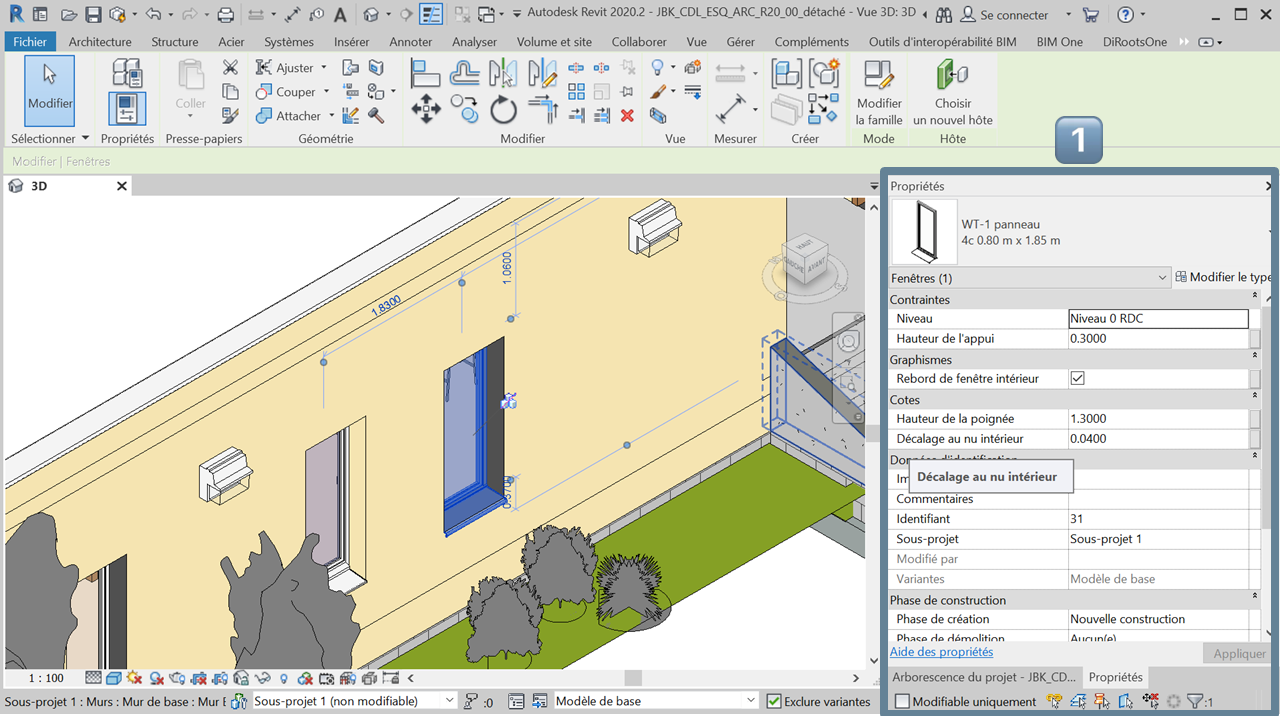 Autodesk Revit 2020.2 - JBK_CDL_ESQ_ARC_R20_01_détaché - Vue 3D: 3D
Se connecter
Fichier
Architecture
Structure
Acier
Systèmes
Insérer
Annoter
Analyser
Volume et site
Collaborer
Vue
Gérer
Compléments
Outils d'interopérabilité BIM
BIM One
DiRootsOne
Modifier
Coller
Ajuster
Couper
Attacher
Modifier
la famille
Choisir
un nouvel hôte
Sélectionner
Propriétés
Presse-papiers
Géométrie
Modifier
Vue
Mesurer
Créer
Mode
Hôte
1
Modifier | Fenêtres
3D
1.8300
1.0600
HAUT
GAUCHE
AVANT
Propriétés
WT-1 panneau
4c 0.80 m x 1.85 m
Fenêtres (1)
Modifier le type
Contraintes
Niveau
Niveau 0 RDC
Hauteur de l'appui
0.3000
Graphismes
Rebord de fenêtre intérieur
Cotes
Hauteur de la poignée
1.3000
Décalage au nu intérieur
0.0400
Données d'identification
Im
Décalage au nu intérieur
Commentaires
Identifiant
31
Sous-projet
Sous-projet 1
Modifié par
Variantes
Modèle de base
Phase de construction
Phase de création
Nouvelle construction
Phase de démolition
Aucun(e)
Aide des propriétés
Appliquer
Arborescence du projet - JBK_CD...
Propriétés
1 : 100
Sous-projet 1 : Murs : Mur de base : Mur E
Sous-projet 1 (non modifiable)
:0
Modèle de base
Exclure variantes
Modifiable uniquement
:1